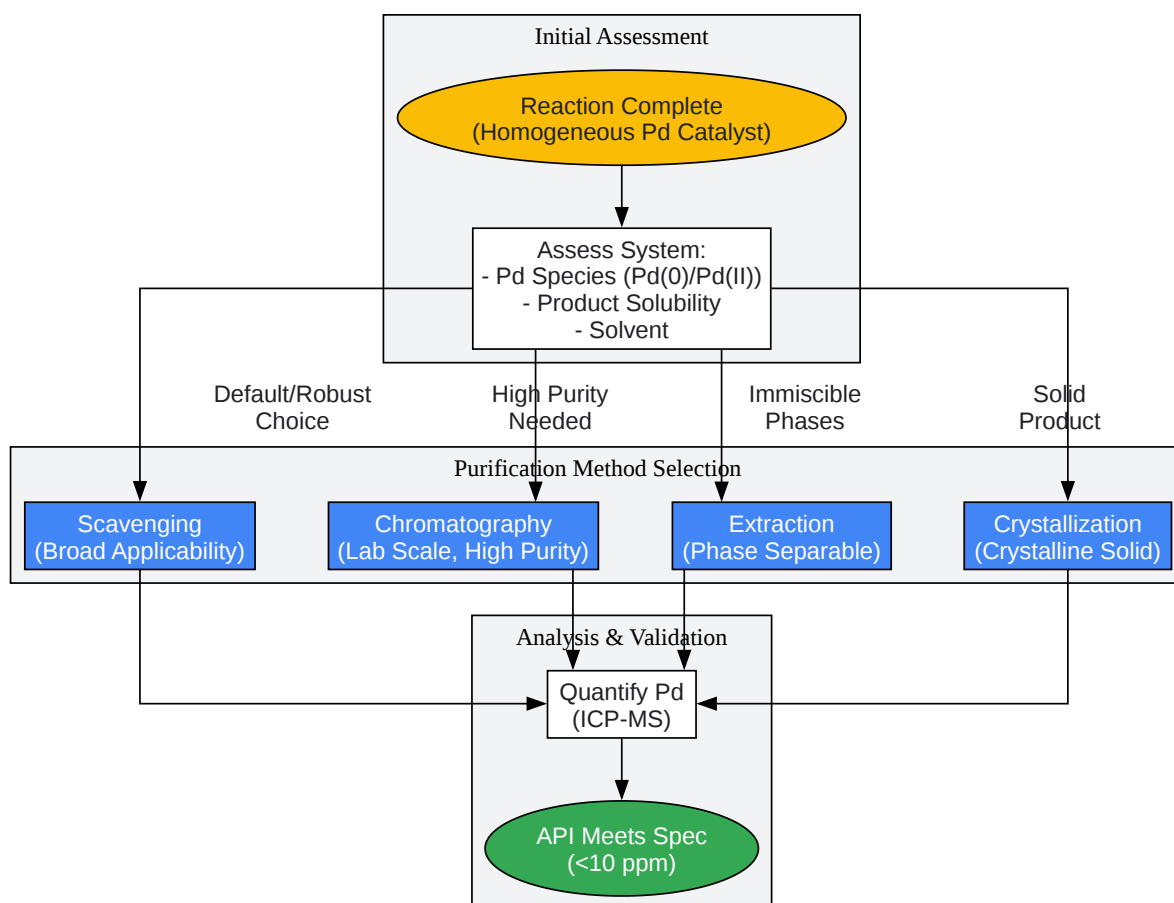 Initial Assessment
Reaction Complete
(Homogeneous Pd Catalyst)
Assess System:
- Pd Species (Pd(0)/Pd(II))
- Product Solubility
- Solvent
Default/Robust
Choice
High Purity
Needed
Immiscible
Phases
Solid
Product
Purification Method Selection
Scavenging
(Broad Applicability)
Chromatography
(Lab Scale, High Purity)
Extraction
(Phase Separable)
Crystallization
(Crystalline Solid)
Analysis & Validation
Quantify Pd
(ICP-MS)
API Meets Spec
(<10 ppm)